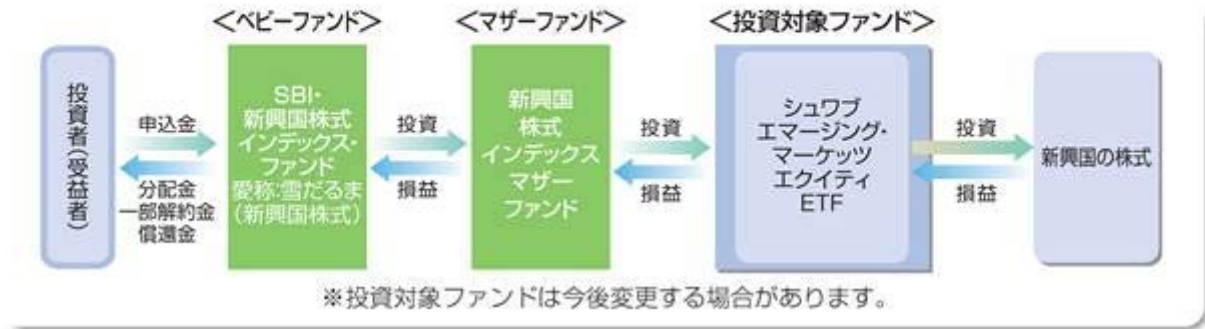 <ベビーファンド>
<マザーファンド>
<投資対象ファンド>
投資者(受益者)
申込金
分配金
一部解約金
償還金
SBI・
新興国株式
インデックス・
ファンド
愛称:雪だるま
(新興国株式)
投資
損益
新興国
株式
インデックス
マザー
ファンド
投資
損益
シュワブ
エマージング・
マーケッツ
エクイティ
ETF
投資
損益
新興国の株式
※投資対象ファンドは今後変更する場合があります。